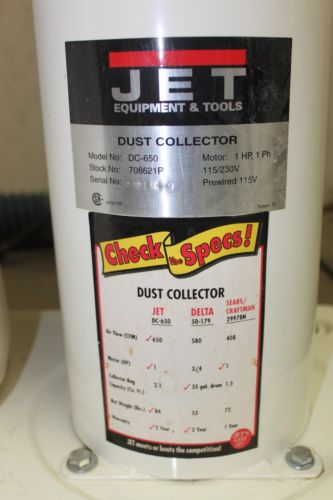 JET
EQUIPMENT & TOOLS
DUST COLLECTOR
Model No: DC-650 Motor: 1 HP, 1 Ph
Stock No: 708621P 115/230V
Serial No: Prewired 115V
Check the Specs!
DUST COLLECTOR
JET DELTA SEARS/
CRAFTMAN
DC-650 50-179 29978N
Air Flow (CFM) ✓650 580 408
Motor (HP) ✓1 3/4 ✓1
Collector Bag
Capacity (Cu. Ft.) 2.1 ✓35 gal. drum 1.5
Net Weight (Lbs.) ✓84 53 72
Warranty ✓2 Year ✓2 Year 1 Year
JET meets or beats the competition!